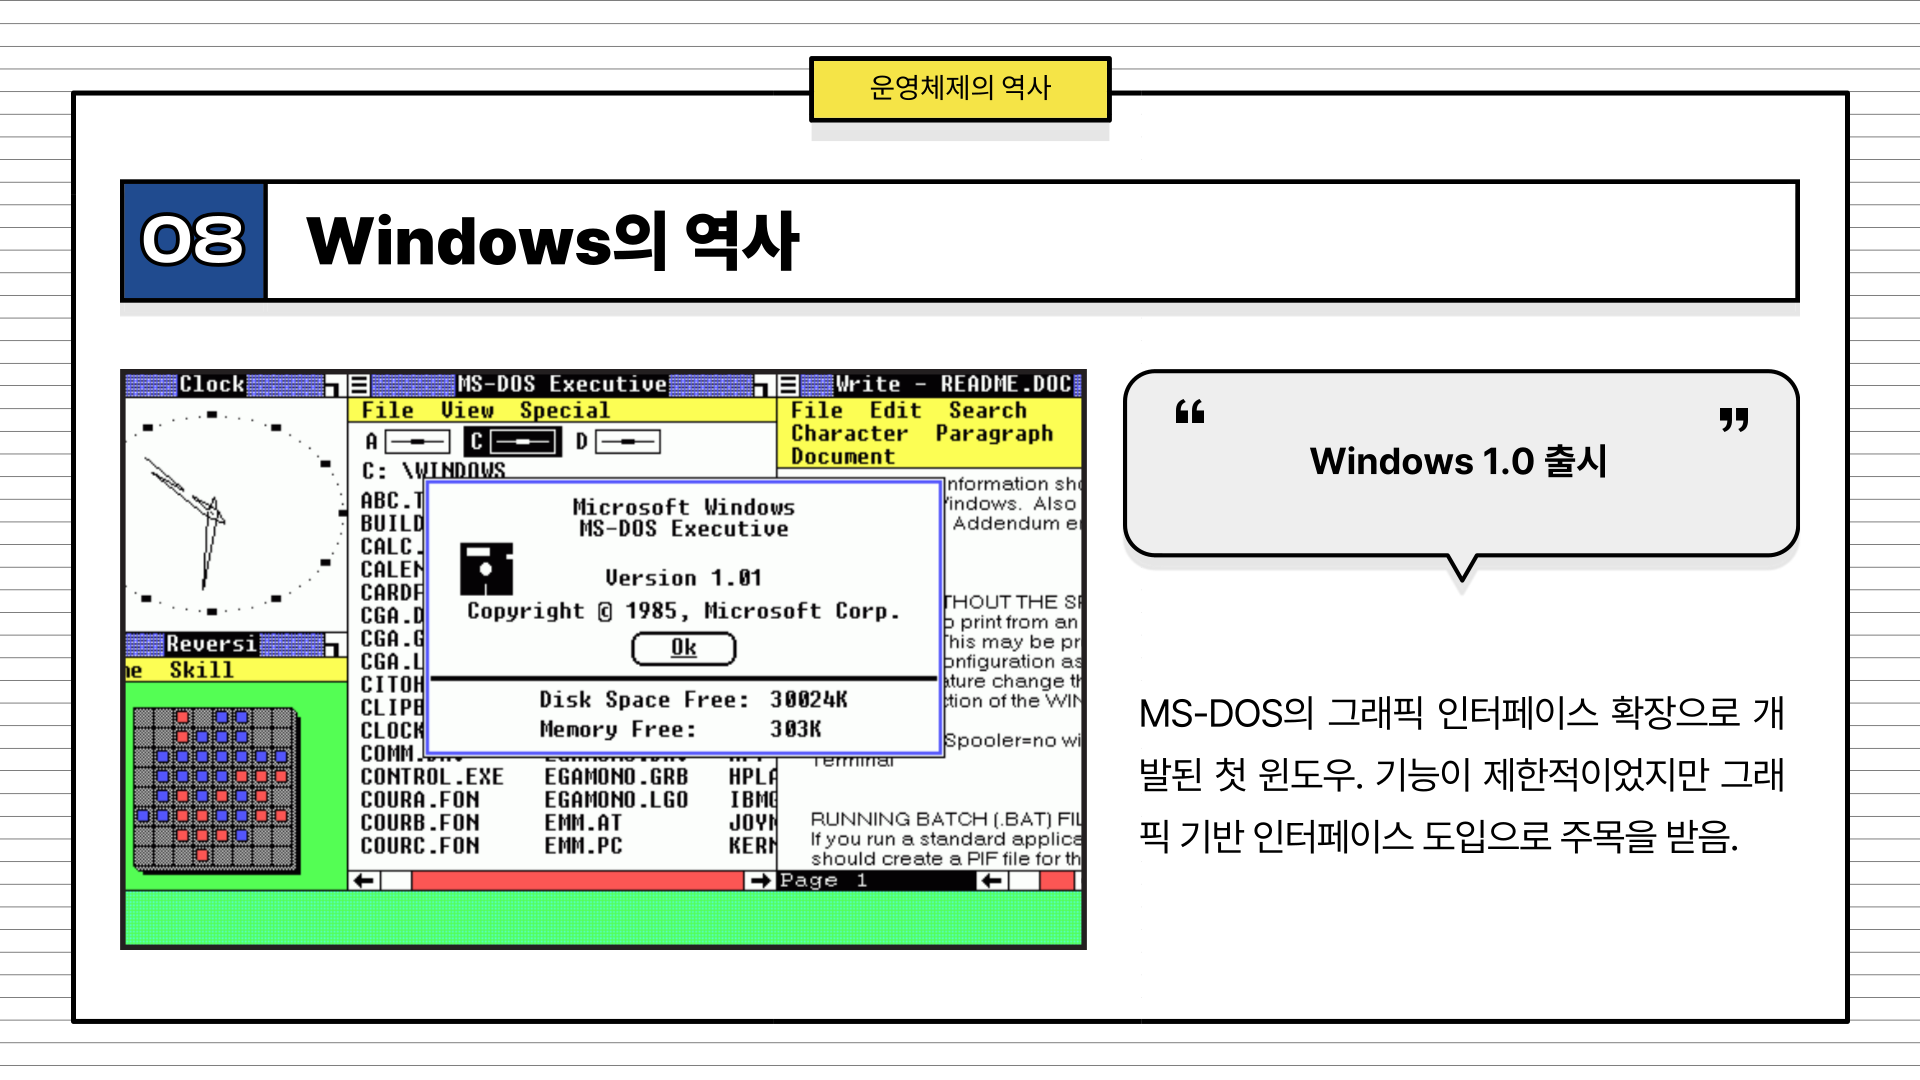 운영체제의 역사
08
Windows의 역사
Clock
MS-DOS Executive
Write - README.DOC
File View Special
File Edit Search
Character Paragraph
Document
A C D
C: \WINDOWS
ABC.T
BUILD
CALC.
CALEN
CARDF
CGA.D
CGA.G
CGA.L
CITOH
CLIPB
CLOCK
COMM.
CONTROL.EXE EGAMONO.GRB HPLA
COURA.FON EGAMONO.LGO IBMG
COURB.FON EMM.AT JOYM
COURC.FON EMM.PC KERN
Microsoft Windows
MS-DOS Executive
Version 1.01
Copyright © 1985, Microsoft Corp.
Ok
Disk Space Free: 30024K
Memory Free: 303K
nformation sho
indows. Also
Addendum e
THOUT THE SP
o print from an
This may be pr
onfiguration as
ature change th
ction of the WIN
Spooler=no wi
Terminal
RUNNING BATCH (.BAT) FIL
If you run a standard applica
should create a PIF file for th
Page 1
Reversi
ne Skill
“ ”
Windows 1.0 출시
MS-DOS의 그래픽 인터페이스 확장으로 개
발된 첫 윈도우. 기능이 제한적이었지만 그래
픽 기반 인터페이스 도입으로 주목을 받음.